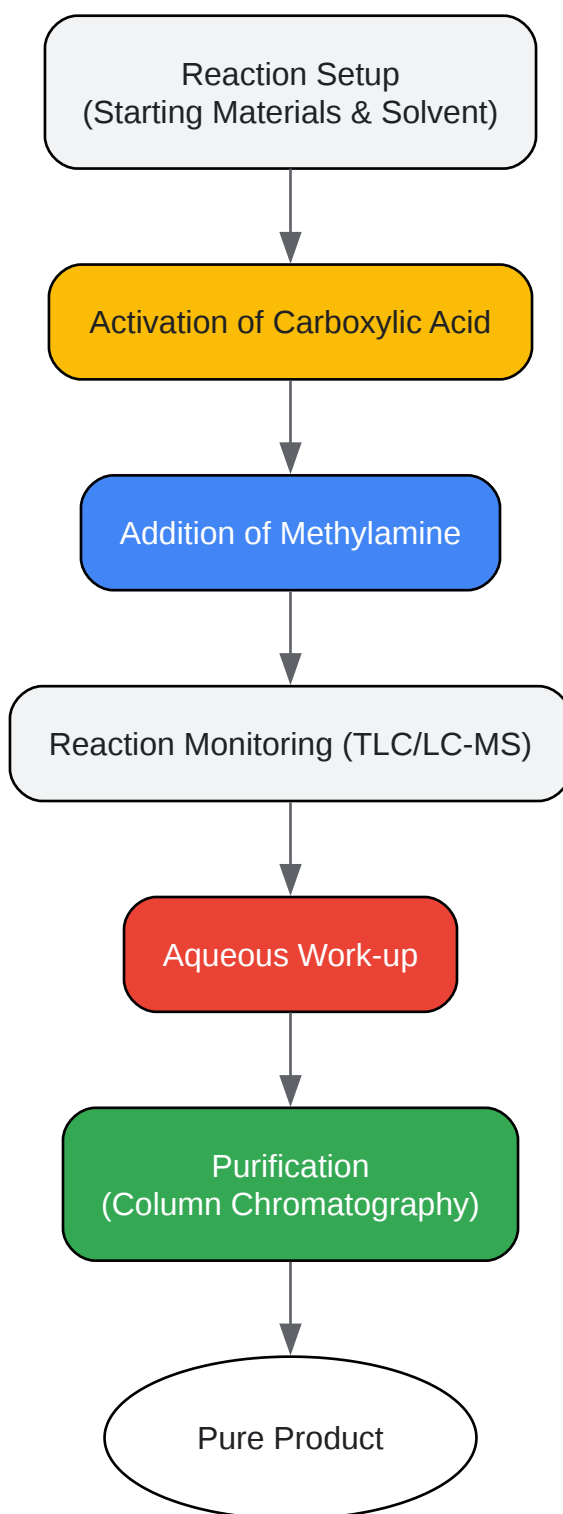 Reaction Setup
(Starting Materials & Solvent)
Activation of Carboxylic Acid
Addition of Methylamine
Reaction Monitoring (TLC/LC-MS)
Aqueous Work-up
Purification
(Column Chromatography)
Pure Product